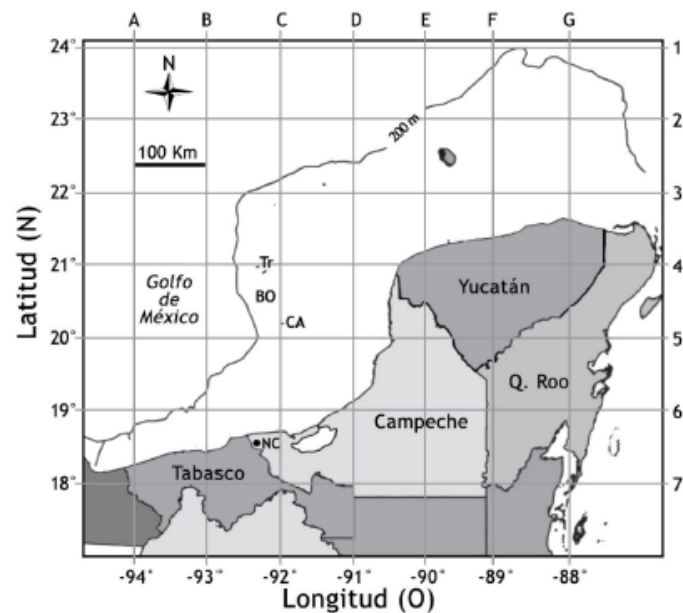 A B C D E F G
24° 1
N
23° 2
200 m
100 Km
22° 3
Latitud (N)
Tr
21° 4
Golfo
de
México
Yucatán
BO
CA
20° 5
Q. Roo
19° 6
Campeche
NC
Tabasco
18° 7
-94° -93° -92° -91° -90° -89° -88°
Longitud (O)